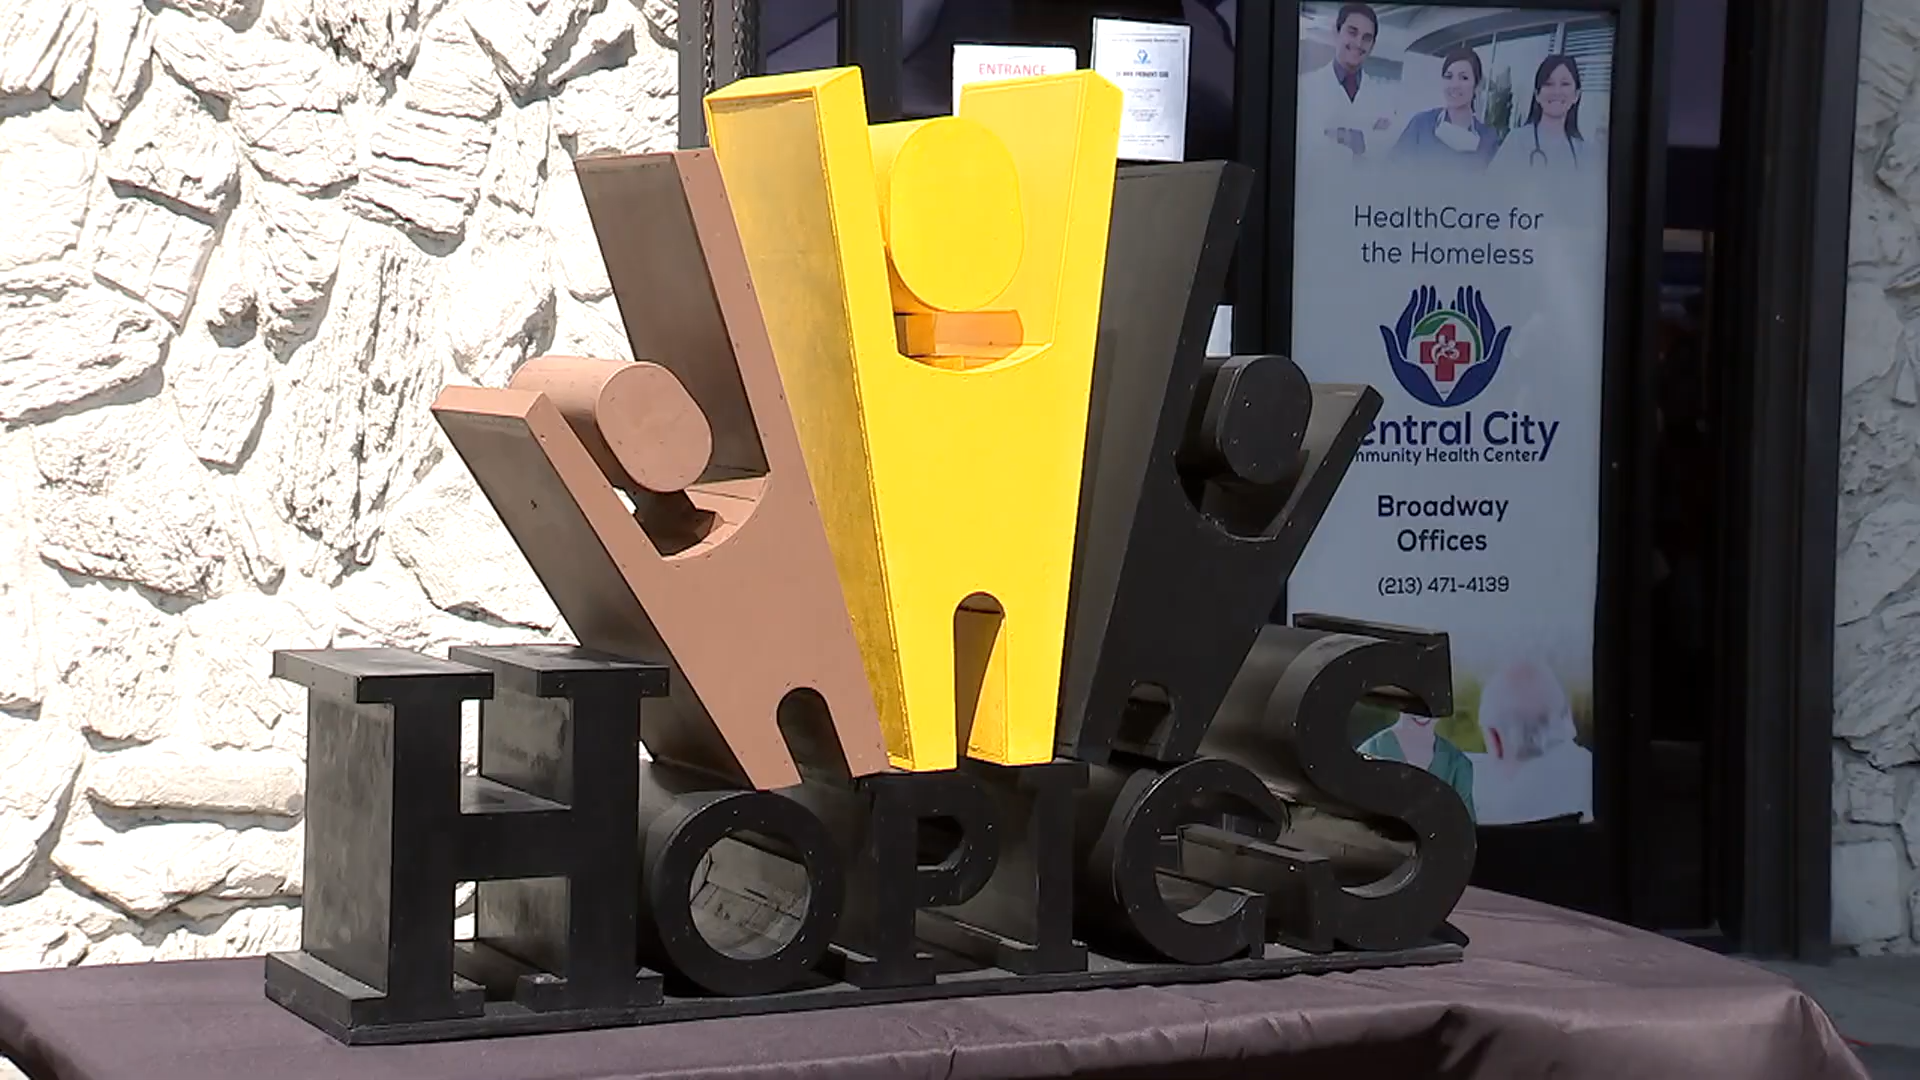 ENTRANCE
HealthCare for
the Homeless
entral City
mmunity Health Center
Broadway
Offices
(213) 471-4139
HOPICS